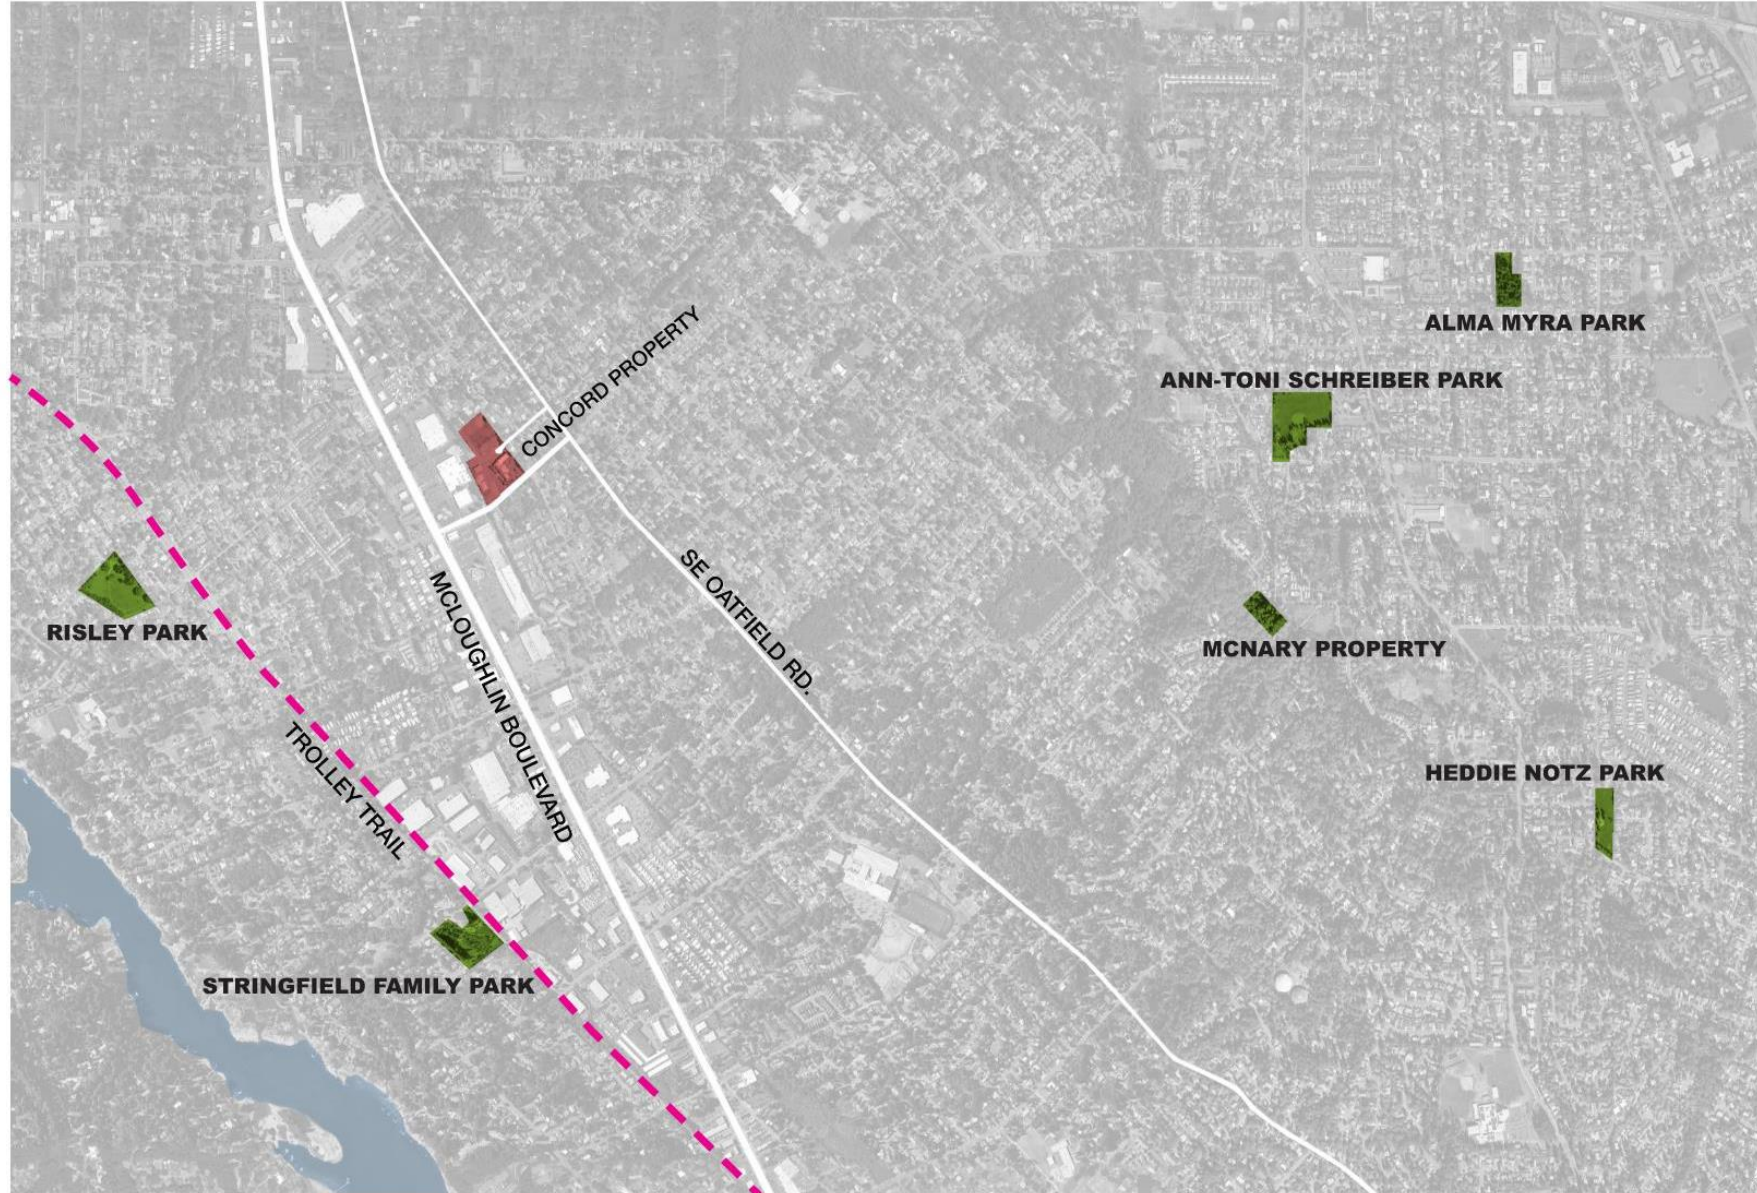 ALMA MYRA PARK
ANN-TONI SCHREIBER PARK
CONCORD PROPERTY
RISLEY PARK
MCLOUGHLIN BOULEVARD
SE OATFIELD RD.
MCNARY PROPERTY
TROLLEY TRAIL
HEDDIE NOTZ PARK
STRINGFIELD FAMILY PARK